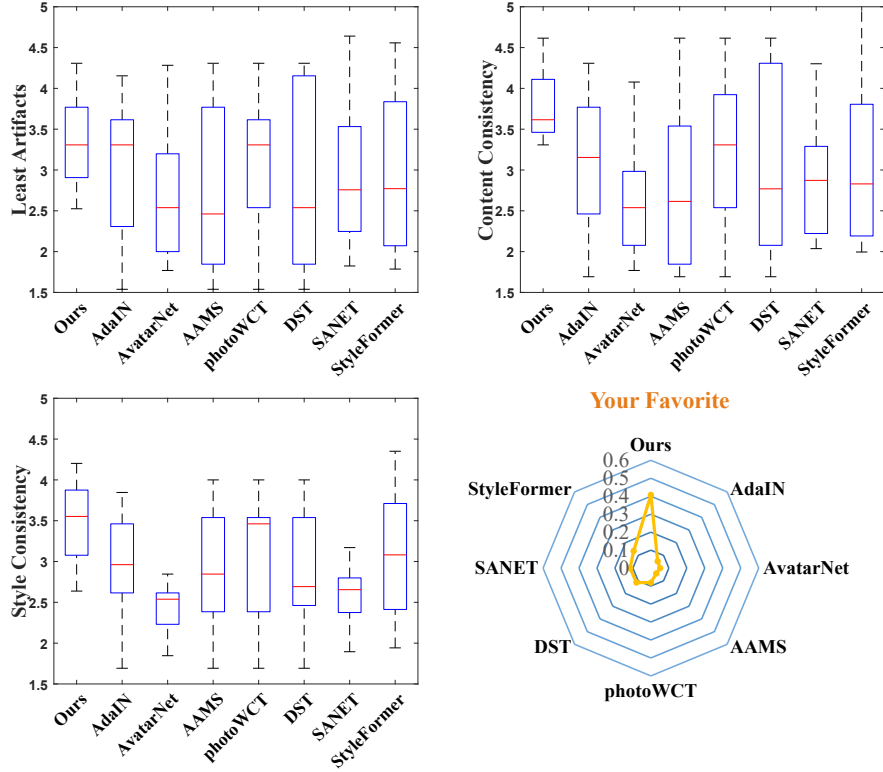 Least Artifacts
5
4.5
4
3.5
3
2.5
2
1.5
Ours
AdaIN
AvatarNet
AAMS
photoWCT
DST
SANET
StyleFormer
Content Consistency
5
4.5
4
3.5
3
2.5
2
1.5
Ours
AdaIN
AvatarNet
AAMS
photoWCT
DST
SANET
StyleFormer
Style Consistency
5
4.5
4
3.5
3
2.5
2
1.5
Ours
AdaIN
AvatarNet
AAMS
photoWCT
DST
SANET
StyleFormer
Your Favorite
Ours
AdaIN
AvatarNet
AAMS
photoWCT
DST
SANET
StyleFormer
0.6
0.5
0.4
0.3
0.2
0.1
0